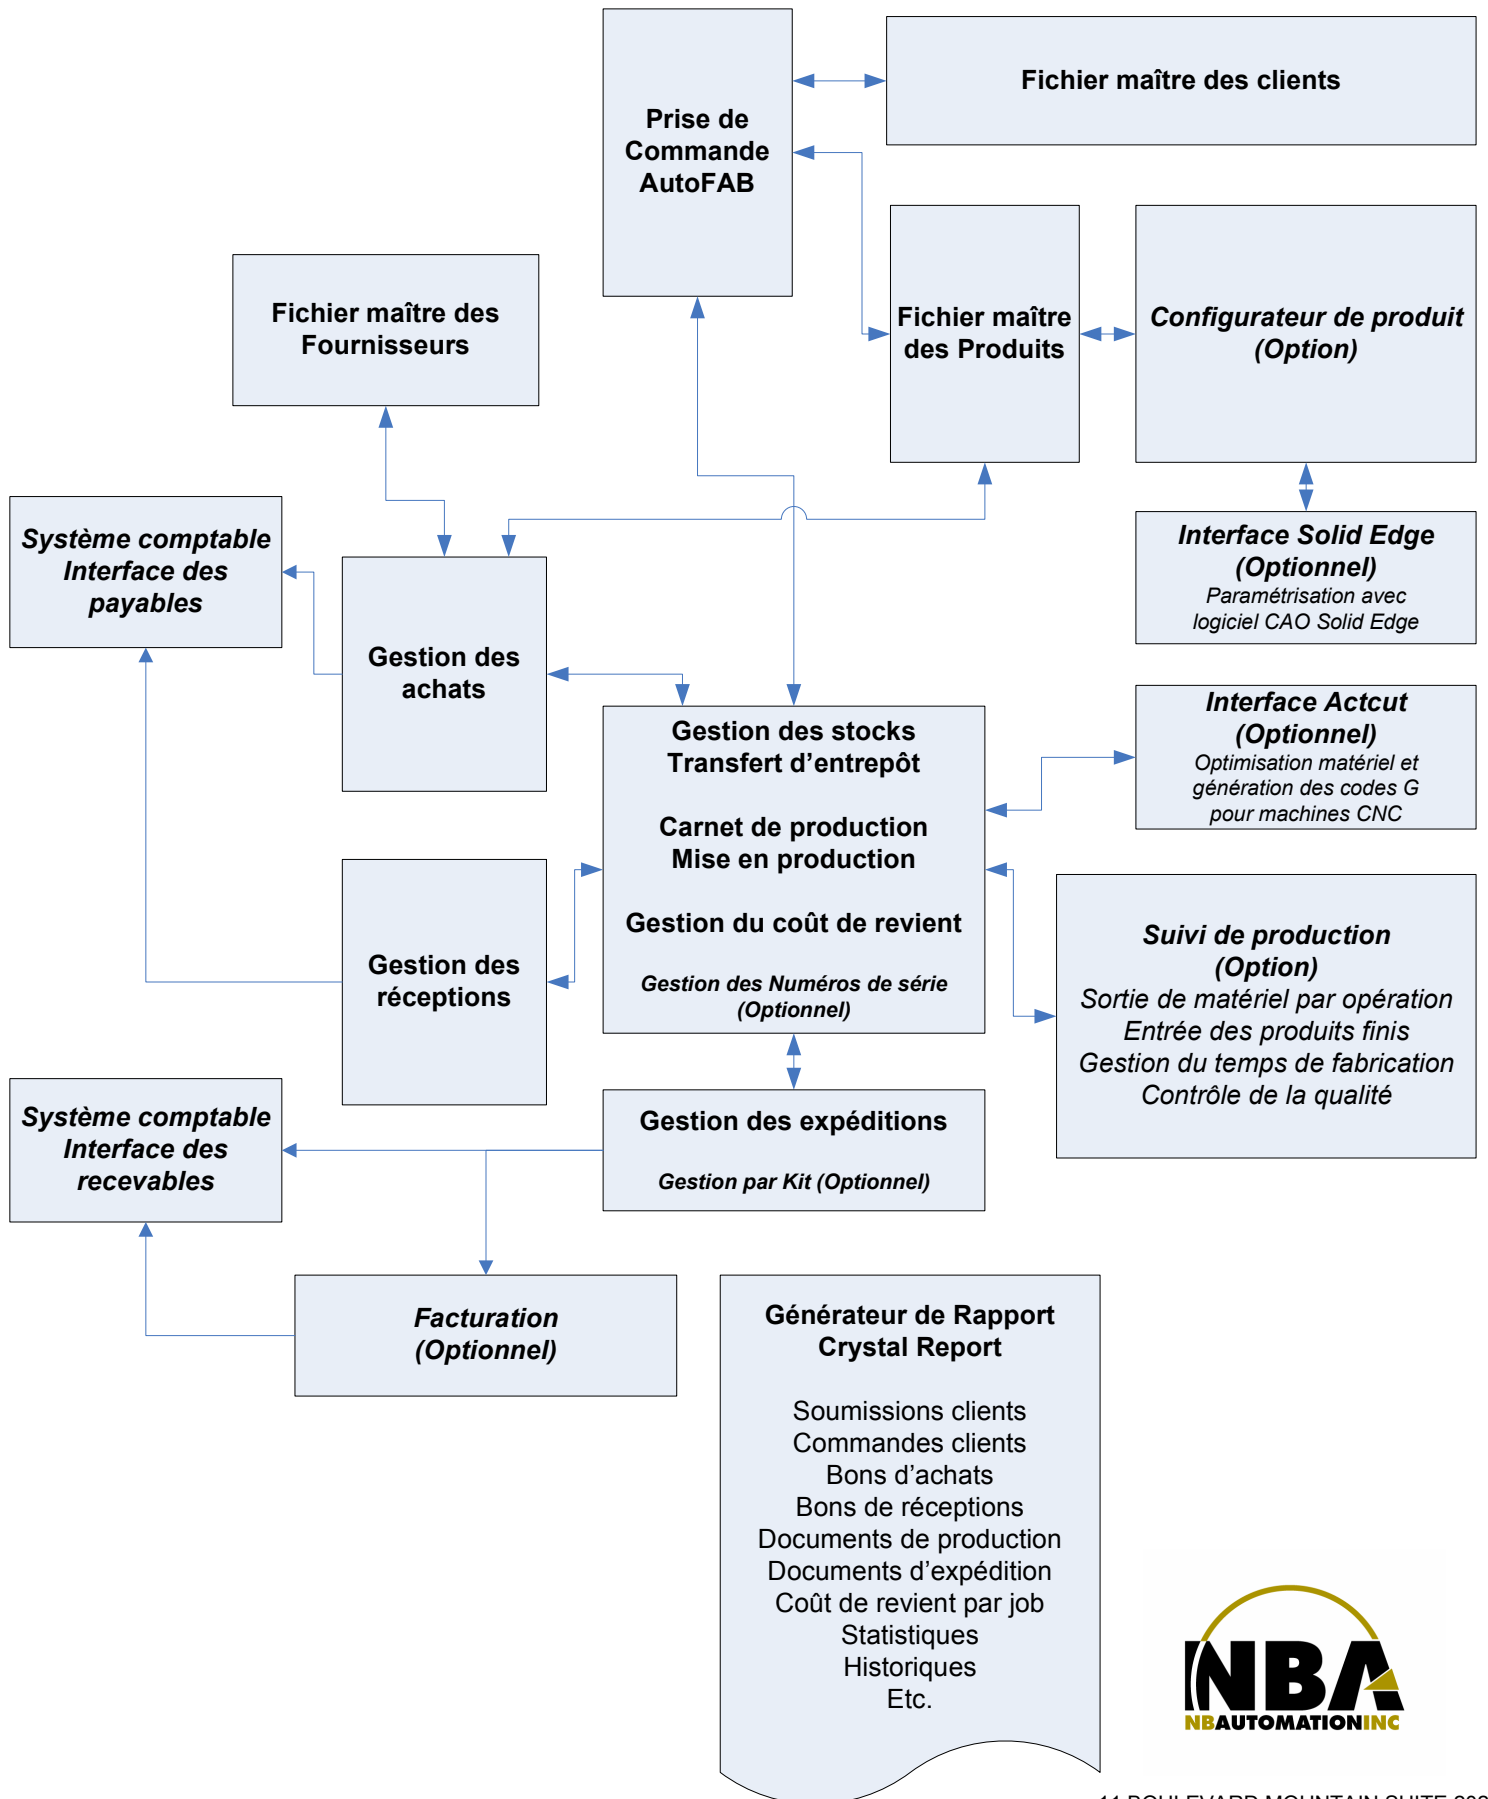 Fichier maître des clients
Prise de
Commande
AutoFAB
Fichier maître des
Fournisseurs
Fichier maître
des Produits
Configurateur de produit
(Option)
Système comptable
Interface des
payables
Interface Solid Edge
(Optionnel)
Paramétrisation avec
logiciel CAO Solid Edge
Gestion des
achats
Interface Actcut
(Optionnel)
Optimisation matériel et
génération des codes G
pour machines CNC
Gestion des stocks
Transfert d’entrepôt
Carnet de production
Mise en production
Gestion du coût de revient
Gestion des Numéros de série
(Optionnel)
Gestion des
réceptions
Suivi de production
(Option)
Sortie de matériel par opération
Entrée des produits finis
Gestion du temps de fabrication
Contrôle de la qualité
Système comptable
Interface des
recevables
Gestion des expéditions
Gestion par Kit (Optionnel)
Facturation
(Optionnel)
Générateur de Rapport
Crystal Report
Soumissions clients
Commandes clients
Bons d’achats
Bons de réceptions
Documents de production
Documents d’expédition
Coût de revient par job
Statistiques
Historiques
Etc.
NBA
NBAUTOMATIONINC
11 BOULEVARD MOUNTAIN SUITE